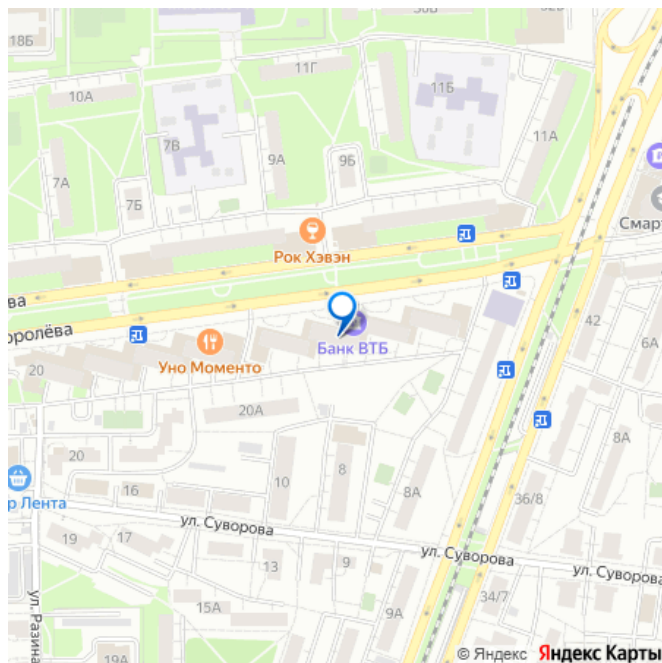 18Б
10А
11Г
11Б
7В
9А
9Б
11А
7А
7Б
Смарт
Рок Хэвэн
ва
оролёва
Банк ВТБ
42
6А
Уно Моменто
20
20А
8А
20
10
8
8А
16
36/8
р Лента
ул. Суворова
ул. Суворова
ул. Суворова
19
17
13
9
ул. Разина
15А
9А
34/7
19А
© Яндекс Яндекс Карты